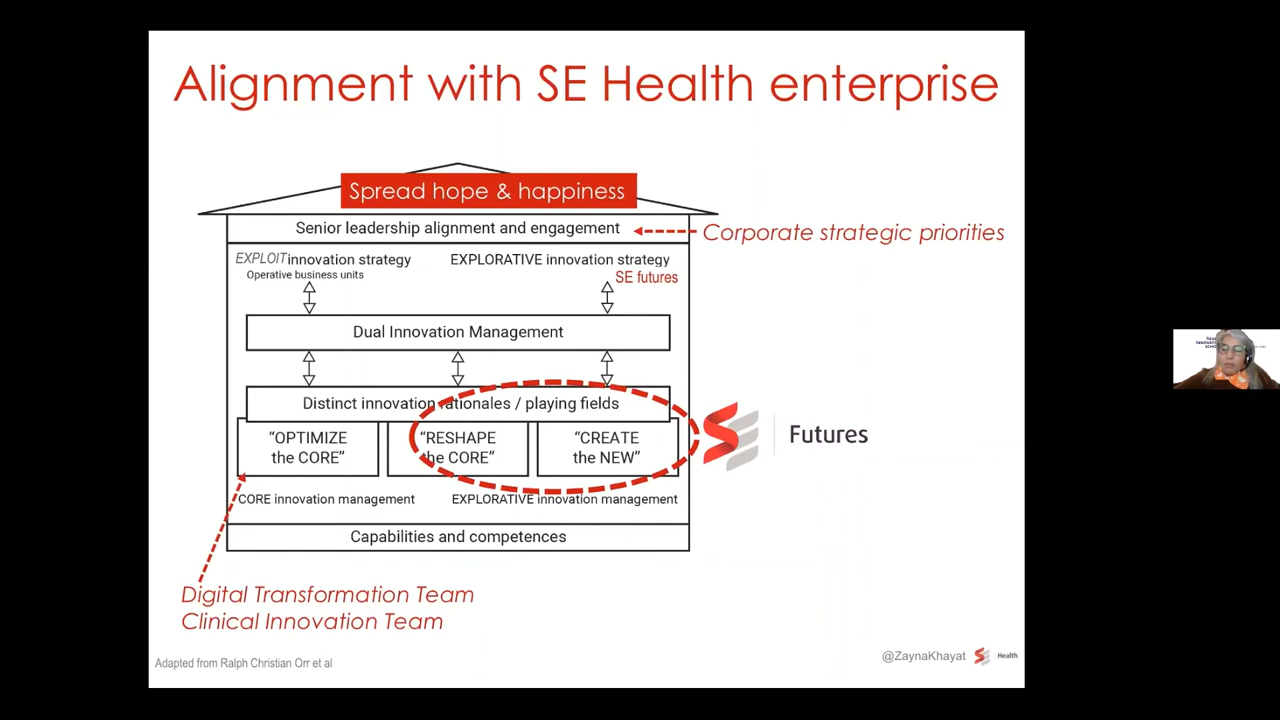 Alignment with SE Health enterprise
Spread hope & happiness
Senior leadership alignment and engagement
Corporate strategic priorities
EXPLOIT innovation strategy
Operative business units
EXPLORATIVE innovation strategy
SE futures
Dual Innovation Management
Distinct innovation rationales / playing fields
"OPTIMIZE
the CORE"
"RESHAPE
the CORE"
"CREATE
the NEW"
SE Futures
CORE innovation management
EXPLORATIVE innovation management
Capabilities and competences
Digital Transformation Team
Clinical Innovation Team
Adapted from Ralph Christian Orr et al
@ZaynaKhayat
SE Health